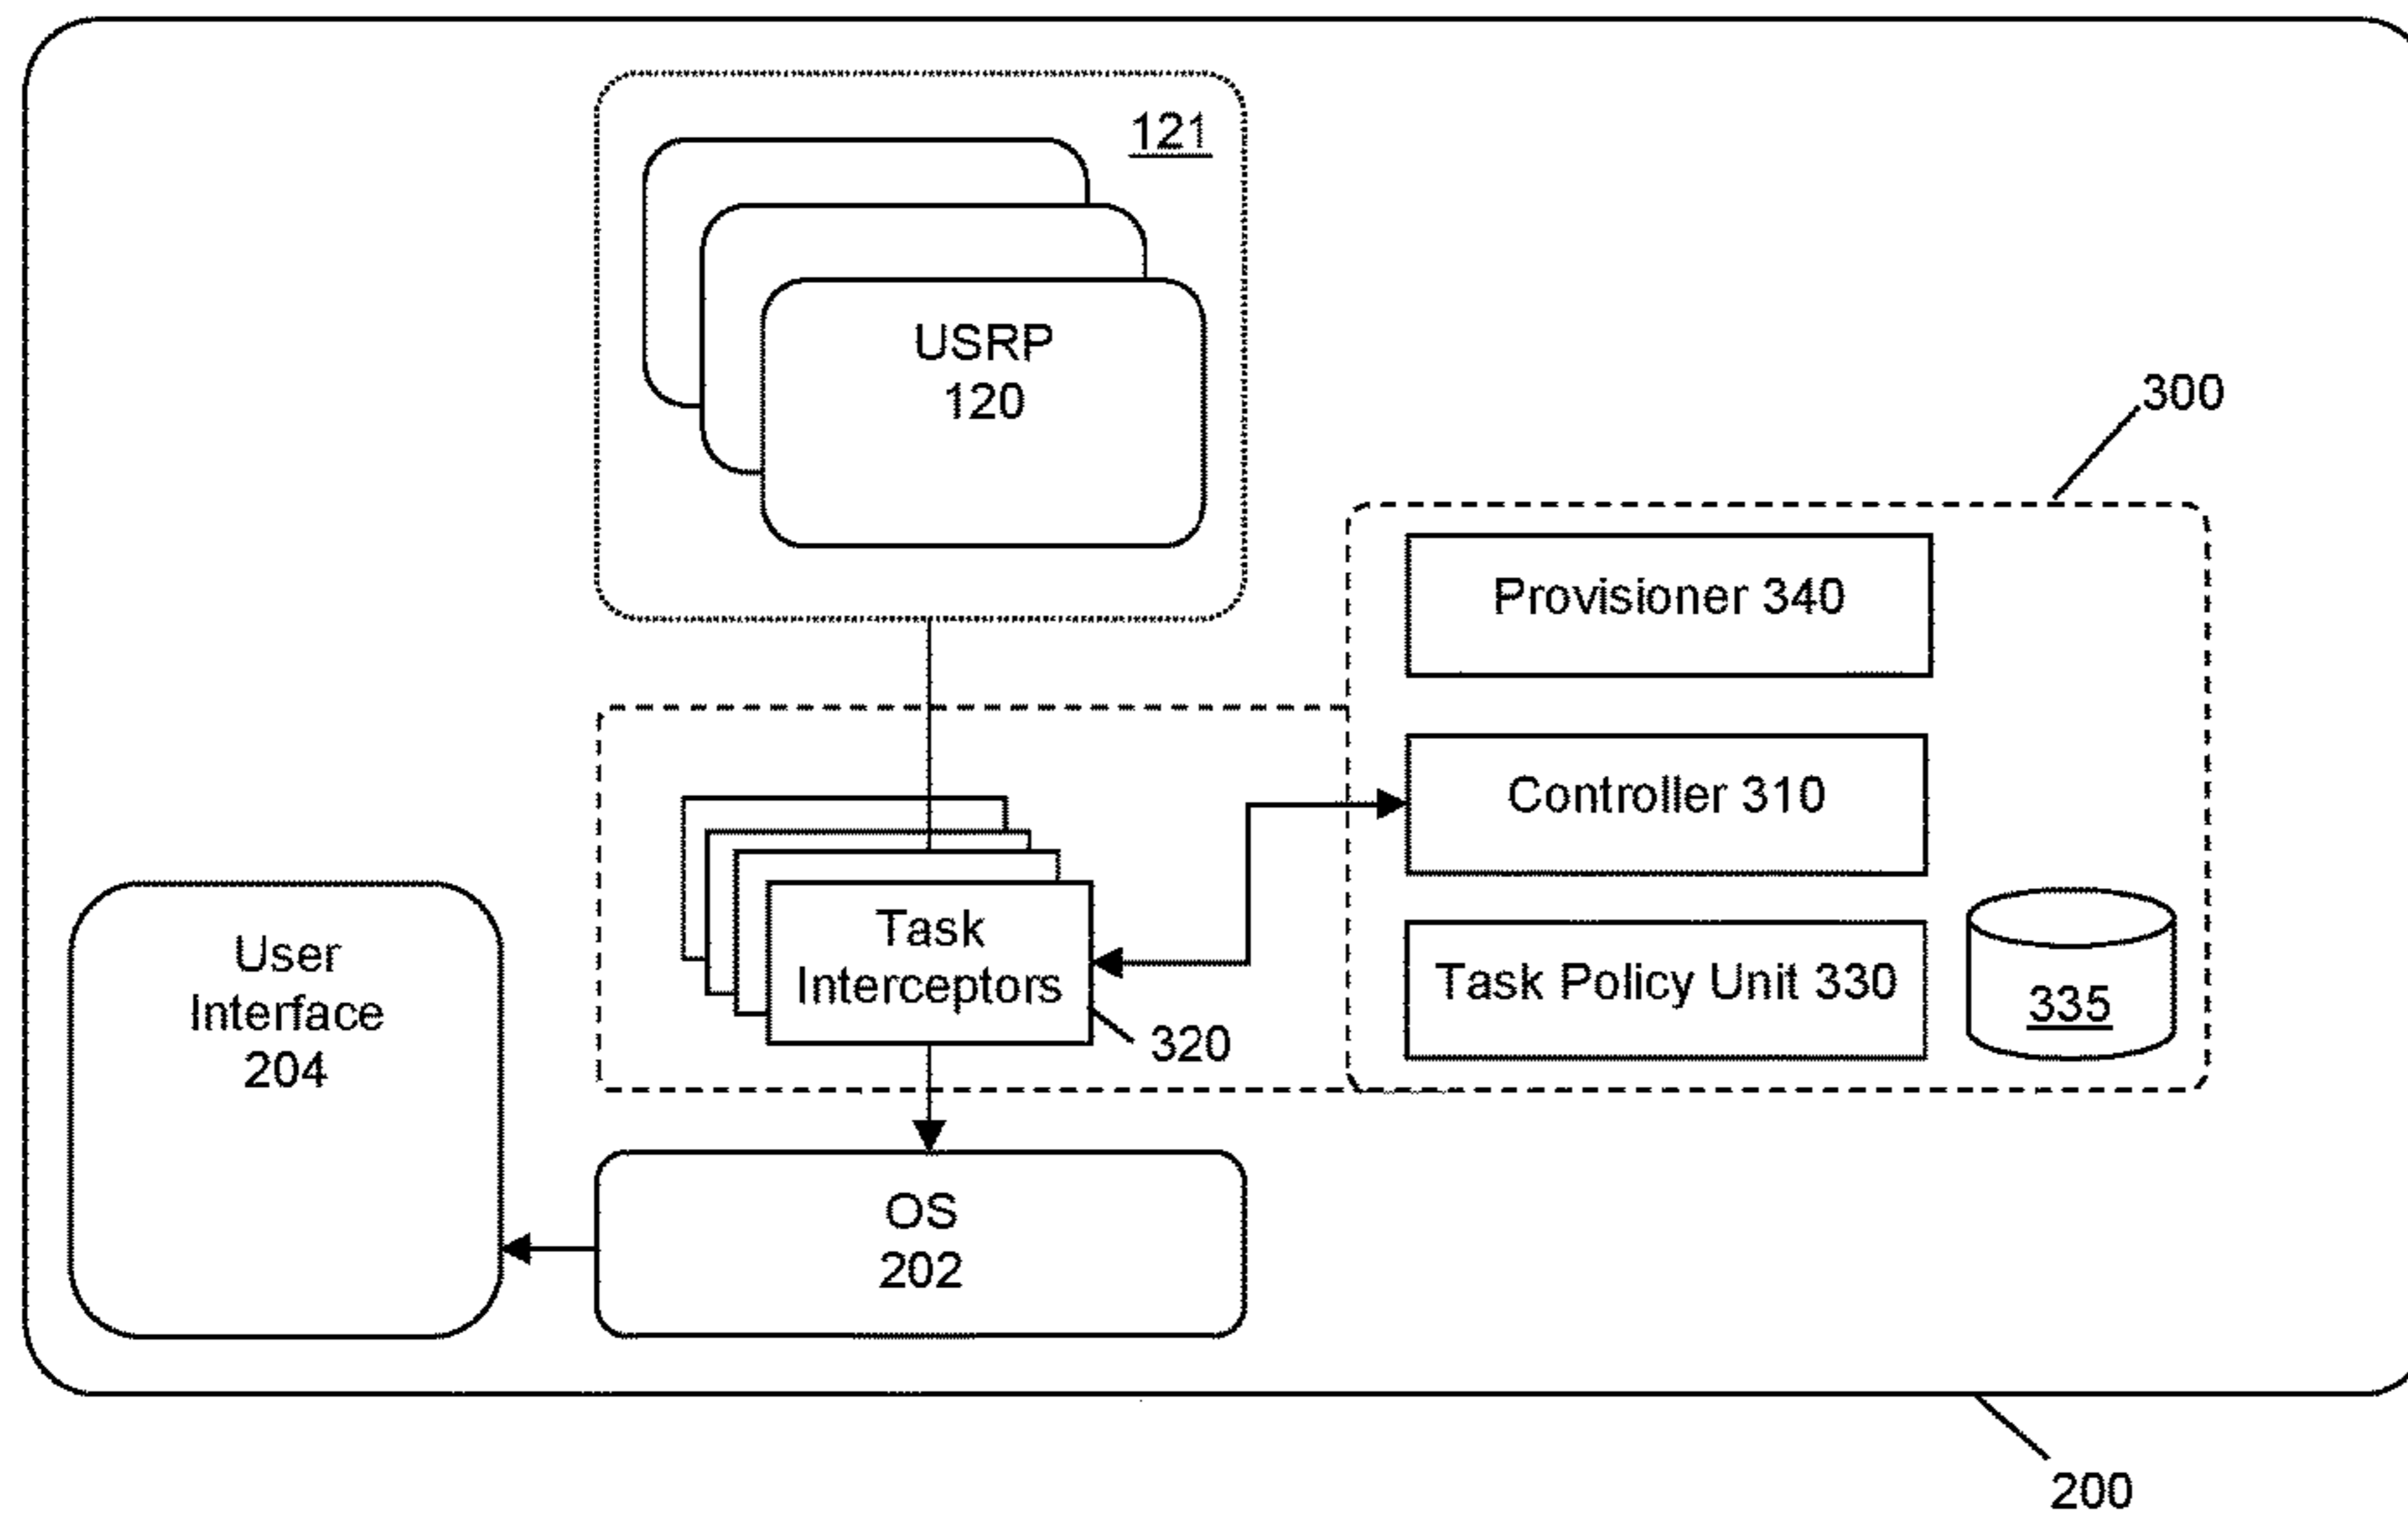 121
USRP
120
300
Provisioner 340
Controller 310
Task
Interceptors
320
Task Policy Unit 330
335
User
Interface
204
OS
202
200